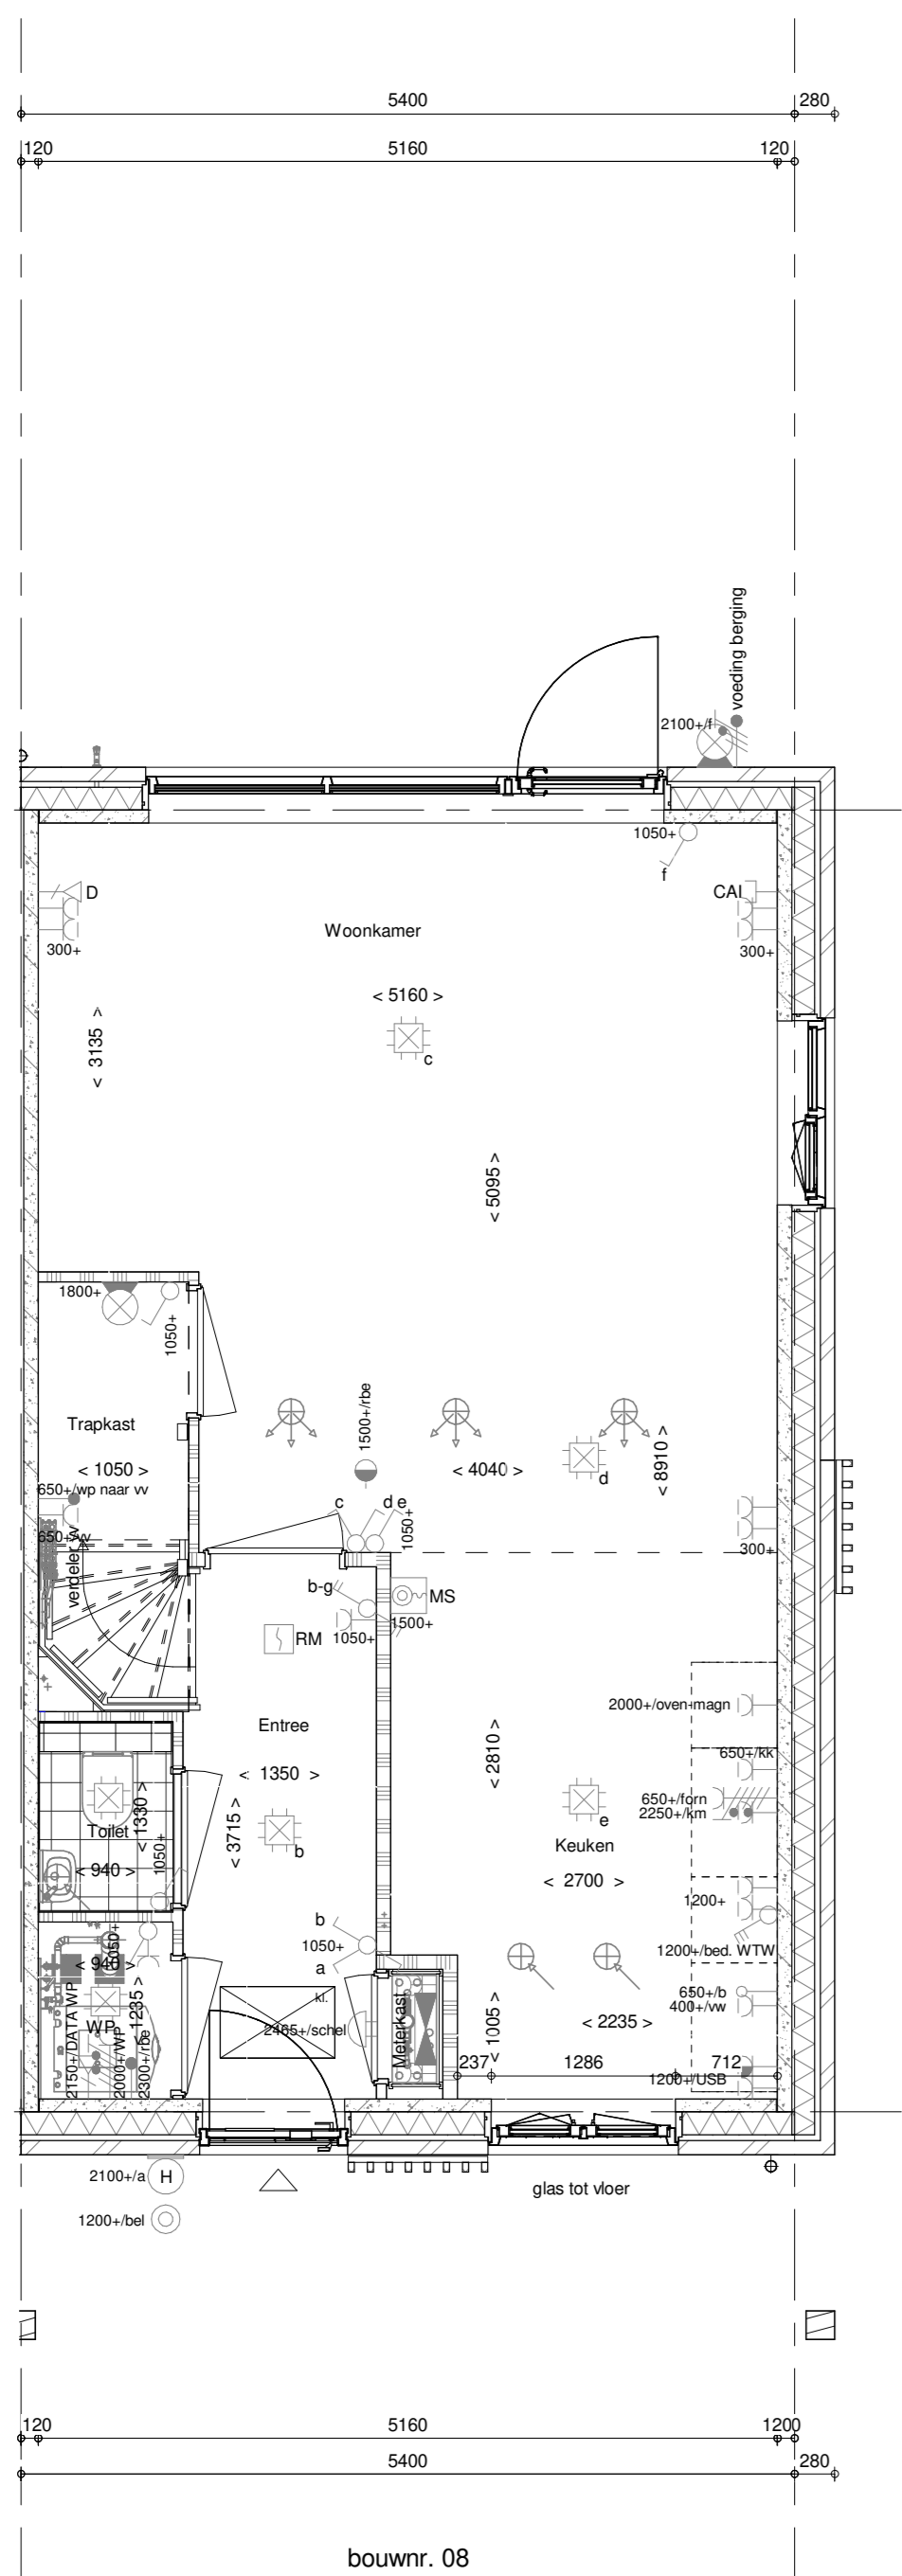 5400
280
120
5160
120
voeding berging
2100+/f
1050+
f
D
CAI
300+
300+
Woonkamer
< 5160 >
c
< 3135 >
< 5095 >
1800+
1050+
Trapkast
1500+/rbe
< 8910 >
< 1050 >
< 4040 >
d
650+/wp naar vv
650+/vv
verdeler vv
c
d e
1050+
300+
b-g
MS
1050+
1500+
RM
2000+/oven-magn
Entree
650+/kk
< 2810 >
< 1350 >
650+/forn
2250+/km
< 1330 >
Toilet
< 3715 >
b
e
Keuken
1050+
< 940 >
< 2700 >
1200+
b
1050+
a
1200+/bed. WTW
1050+
< 940 >
kl.
650+/b
400+/vw
2465+/schel
Meterkast
< 2235 >
WP
< 1235 >
< 1005 >
2150+/DATA WP
2000+/WP
2300+/rbe
237
1286
712
1200+/USB
2100+/a
H
glas tot vloer
1200+/bel
120
5160
1200
5400
280
bouwnr. 08